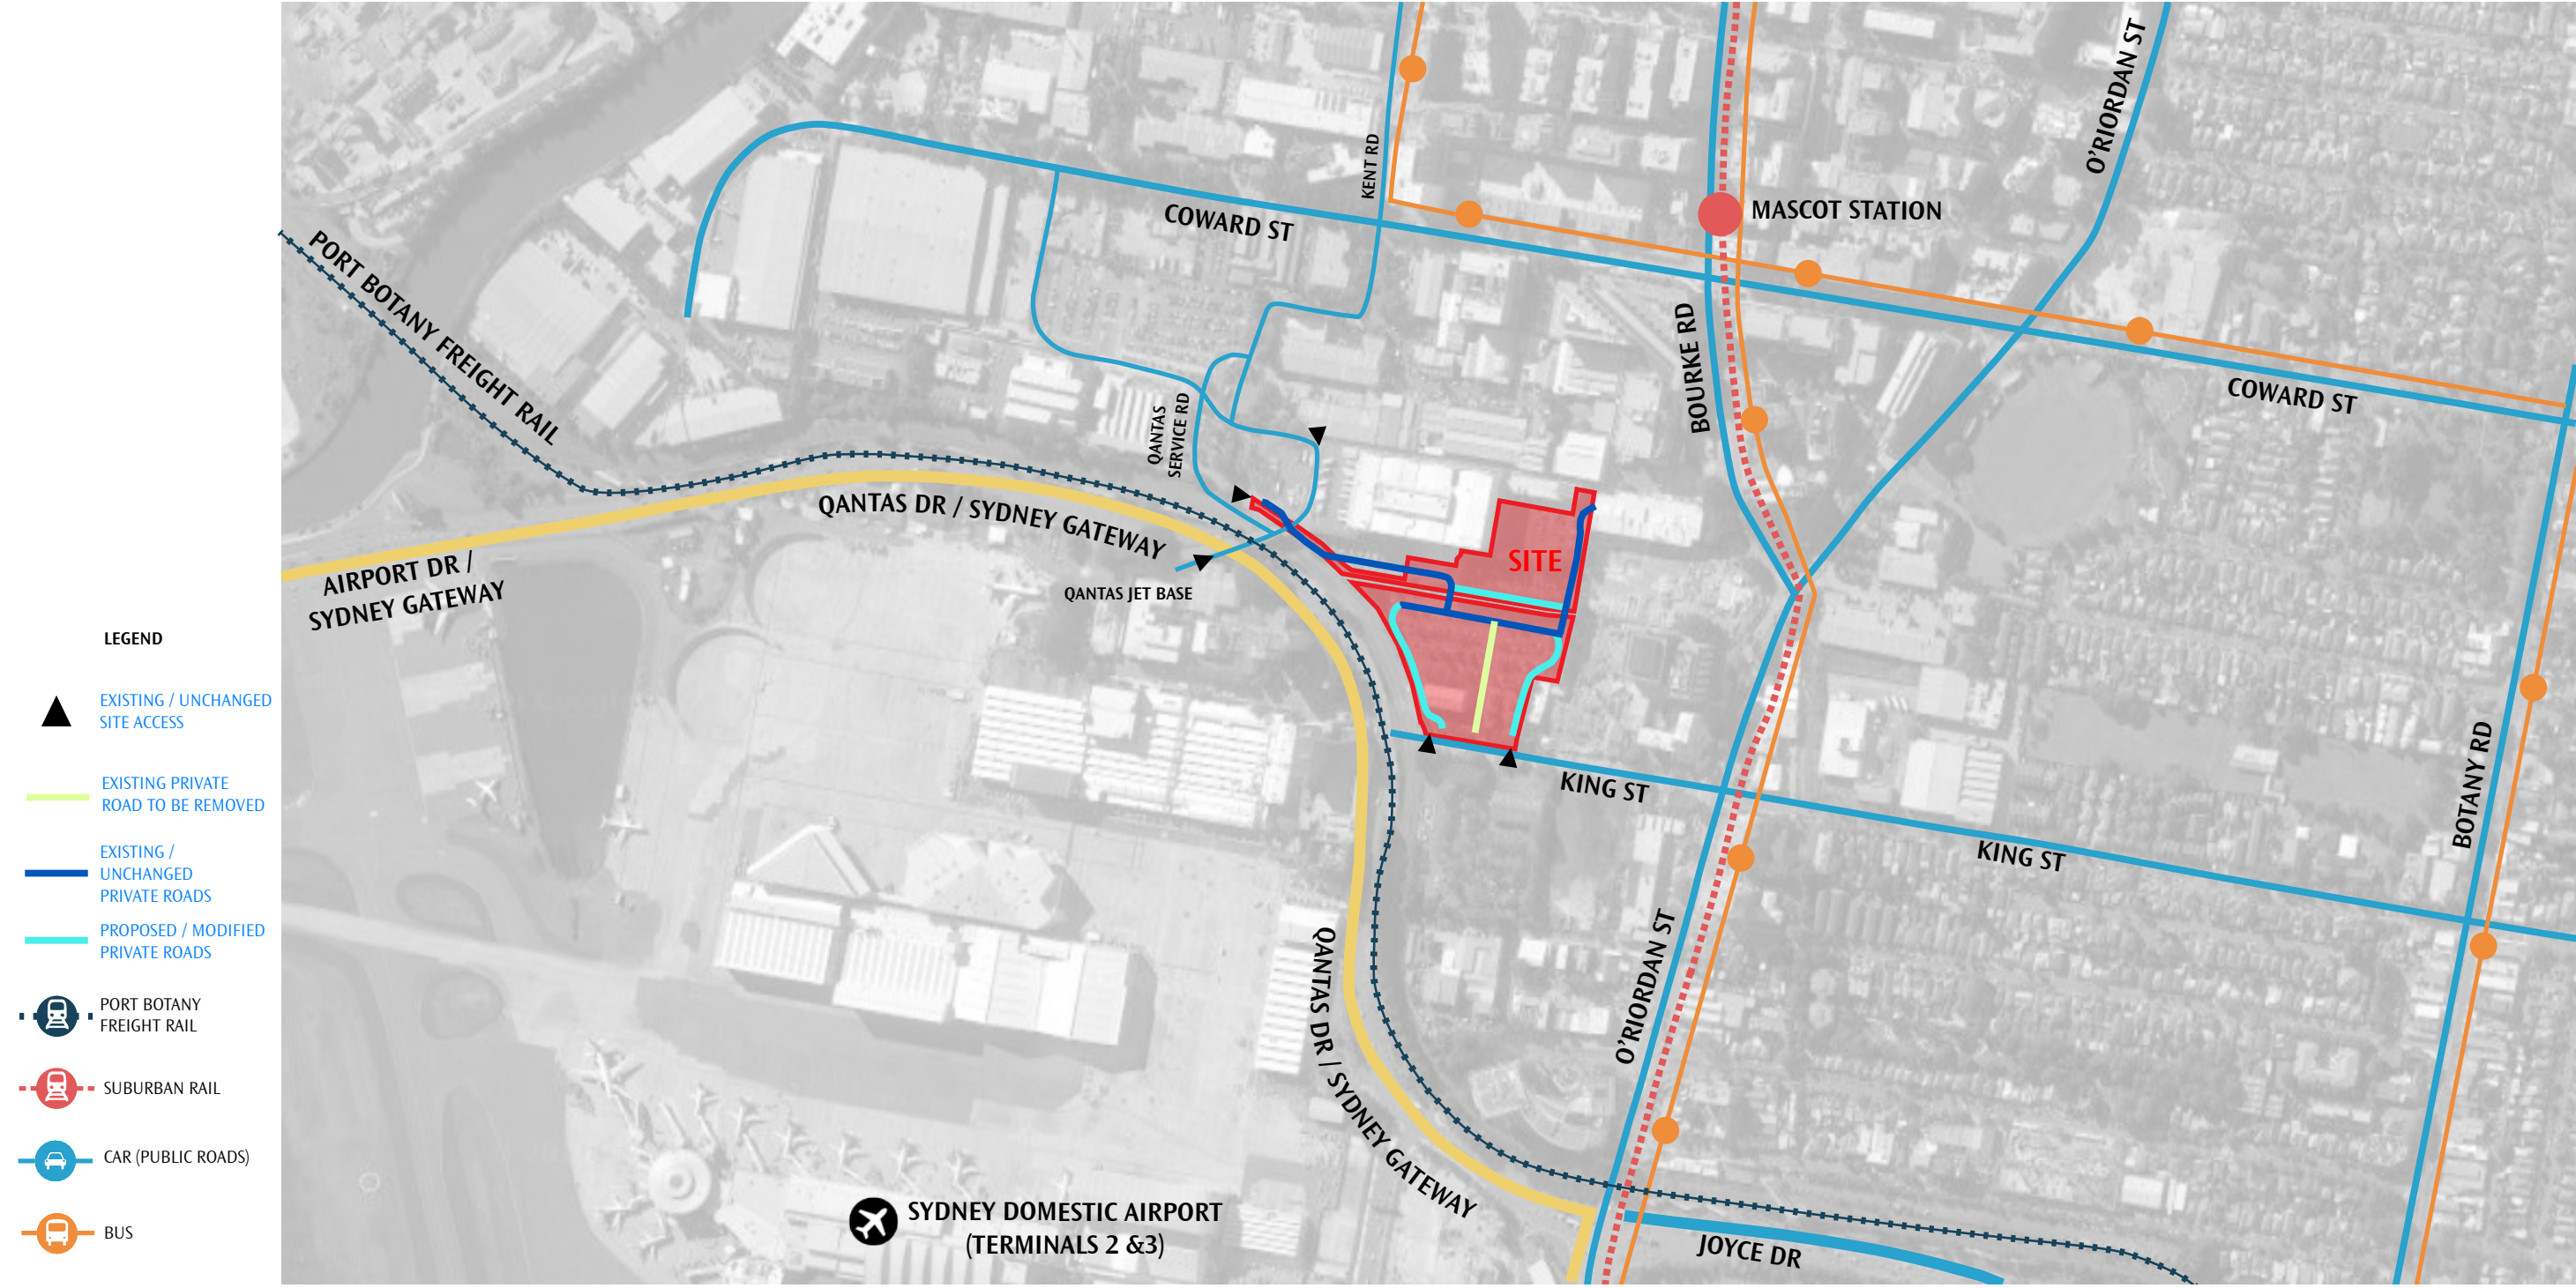 O'RIORDAN ST
KENT RD
MASCOT STATION
COWARD ST
PORT BOTANY FREIGHT RAIL
BOURKE RD
COWARD ST
QANTAS
SERVICE RD
QANTAS DR / SYDNEY GATEWAY
SITE
AIRPORT DR /
SYDNEY GATEWAY
QANTAS JET BASE
KING ST
BOTANY RD
KING ST
O'RIORDAN ST
QANTAS DR / SYDNEY GATEWAY
SYDNEY DOMESTIC AIRPORT
(TERMINALS 2 &3)
JOYCE DR
LEGEND
EXISTING / UNCHANGED
SITE ACCESS
EXISTING PRIVATE
ROAD TO BE REMOVED
EXISTING /
UNCHANGED
PRIVATE ROADS
PROPOSED / MODIFIED
PRIVATE ROADS
PORT BOTANY
FREIGHT RAIL
SUBURBAN RAIL
CAR (PUBLIC ROADS)
BUS